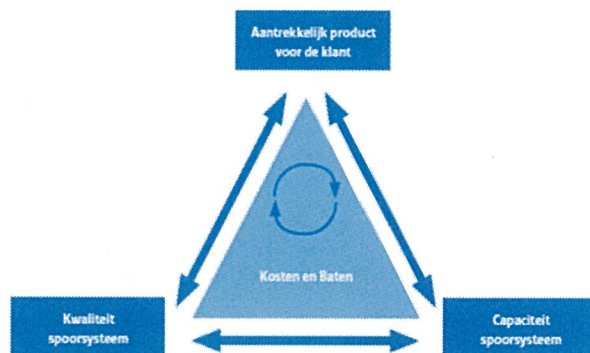 Aantrekkelijk product
voor de klant
Kosten en Baten
Kwaliteit
spoorsysteem
Capaciteit
spoorsysteem